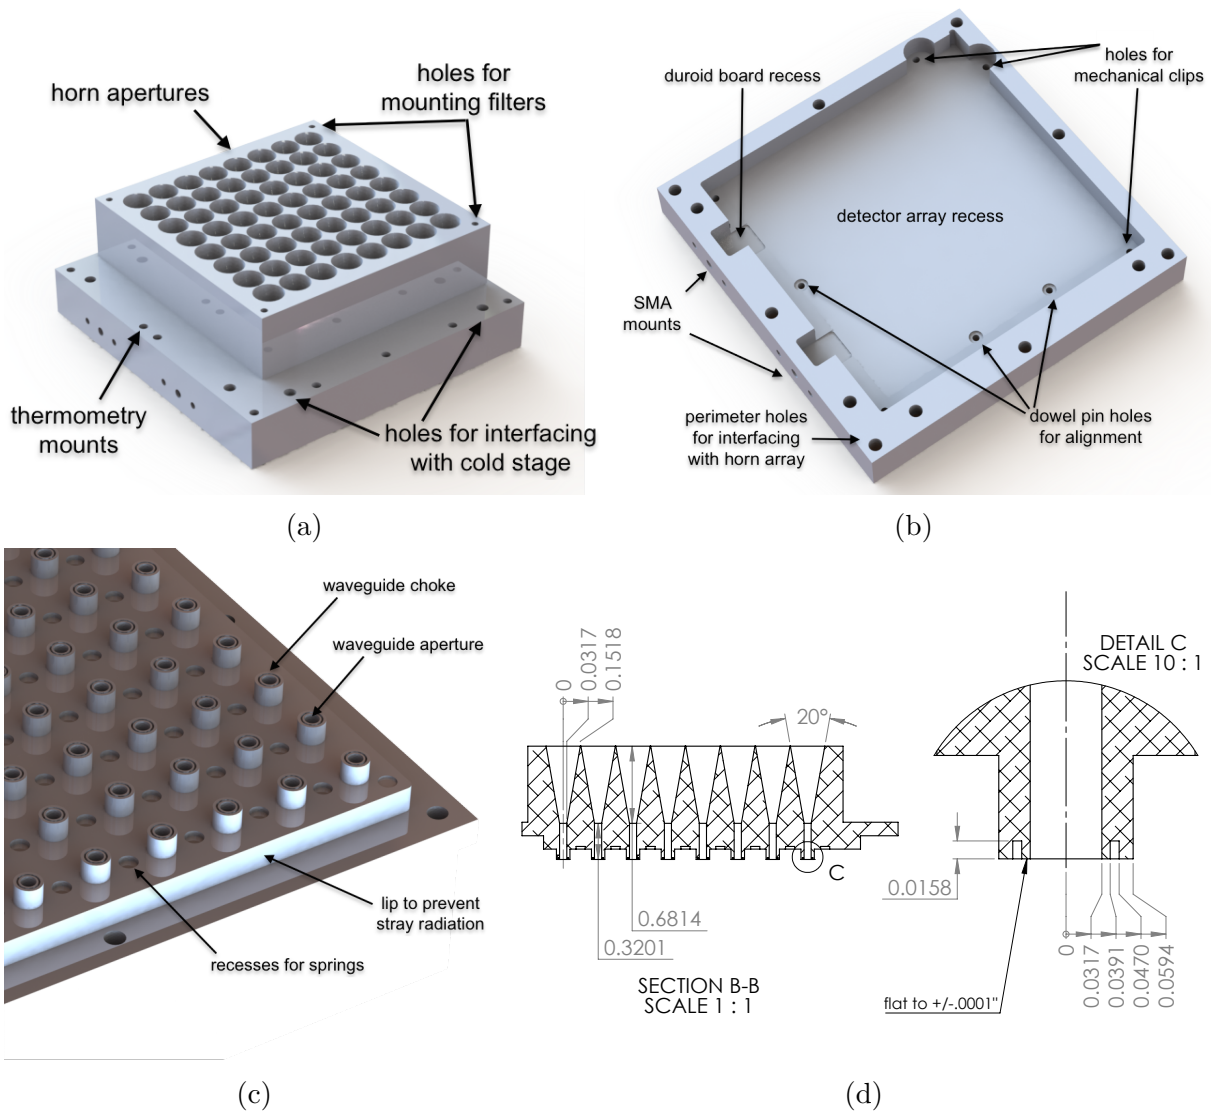 horn apertures
holes for
mounting filters
thermometry
mounts
holes for interfacing
with cold stage
(a)
duroid board recess
holes for
mechanical clips
detector array recess
SMA
mounts
perimeter holes
for interfacing
with horn array
dowel pin holes
for alignment
(b)
waveguide choke
waveguide aperture
lip to prevent
stray radiation
recesses for springs
(c)
0
0.0317
0.1518
20°
C
0.6814
0.3201
SECTION B-B
SCALE 1 : 1
DETAIL C
SCALE 10 : 1
0.0158
0
0.0317
0.0391
0.0470
0.0594
flat to +/-.0001"
(d)